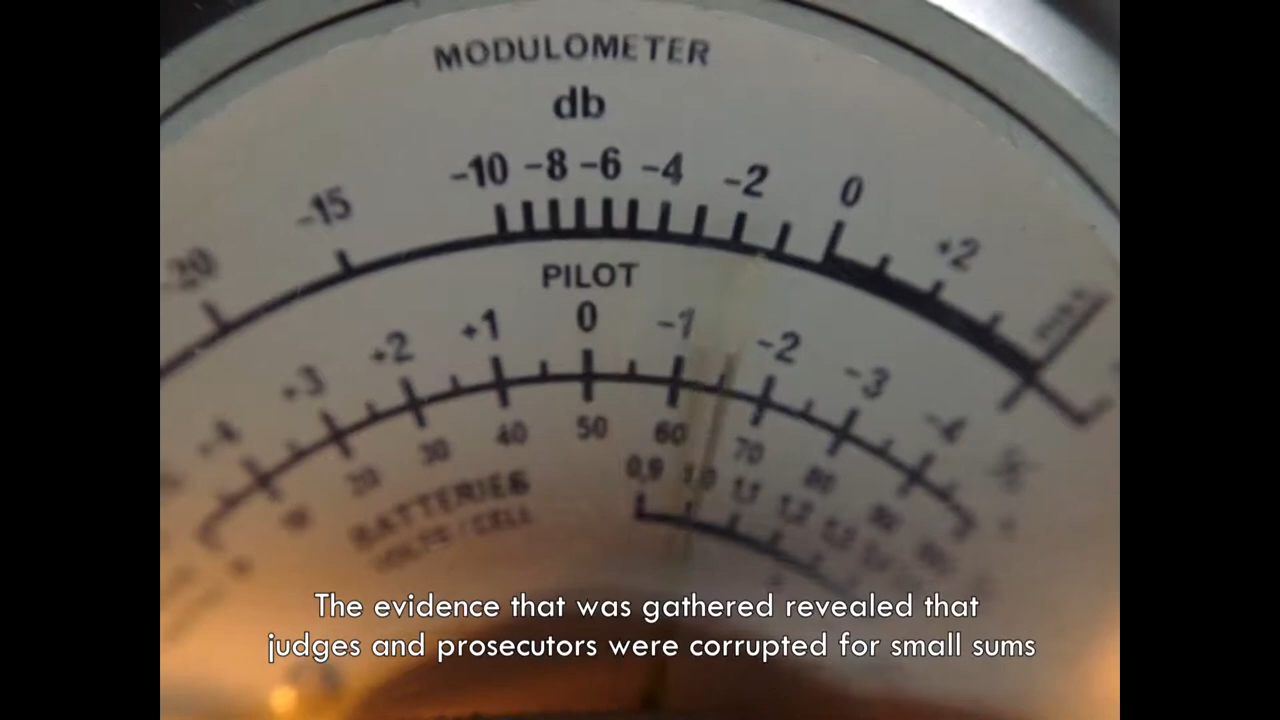 MODULOMETER
db
-20 -15 -10 -8 -6 -4 -2 0 +2
PILOT
-4 +3 +2 +1 0 -1 -2 -3 -4
10 20 30 40 50 60 70 80 90
0,9 1,0 1,1 1,2 1,3
BATTERIES
VOLTS / CELL
The evidence that was gathered revealed that
judges and prosecutors were corrupted for small sums